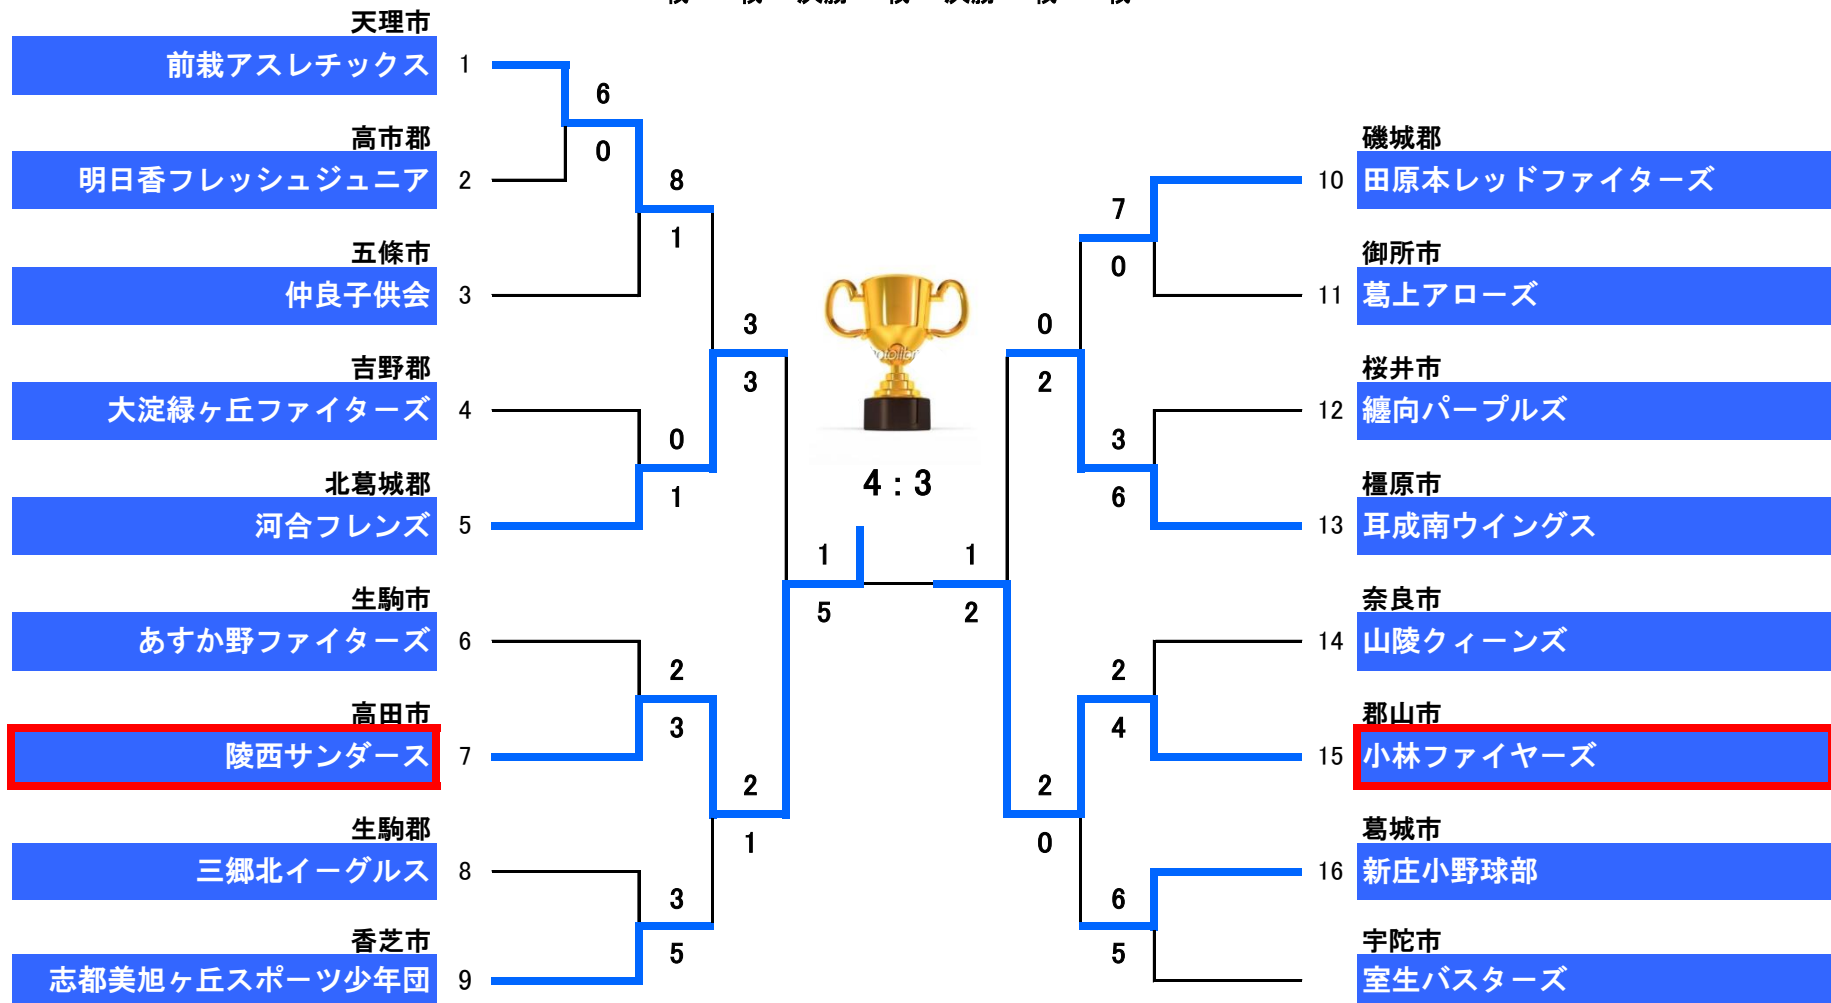 天理市
前栽アスレチックス 1
6
0
高市郡
明日香フレッシュジュニア 2
8
1
五條市
仲良子供会 3
3
3
吉野郡
大淀緑ヶ丘ファイターズ 4
0
1
北葛城郡
河合フレンズ 5
1
5
生駒市
あすか野ファイターズ 6
2
3
高田市
陵西サンダース 7
2
1
生駒郡
三郷北イーグルス 8
3
5
香芝市
志都美旭ヶ丘スポーツ少年団 9
4：3
磯城郡
10 田原本レッドファイターズ
7
0
御所市
11 葛上アローズ
0
2
桜井市
12 纏向パープルズ
3
6
橿原市
13 耳成南ウイングス
1
2
奈良市
14 山陵クィーンズ
2
4
郡山市
15 小林ファイヤーズ
2
0
葛城市
16 新庄小野球部
6
5
宇陀市
室生バスターズ